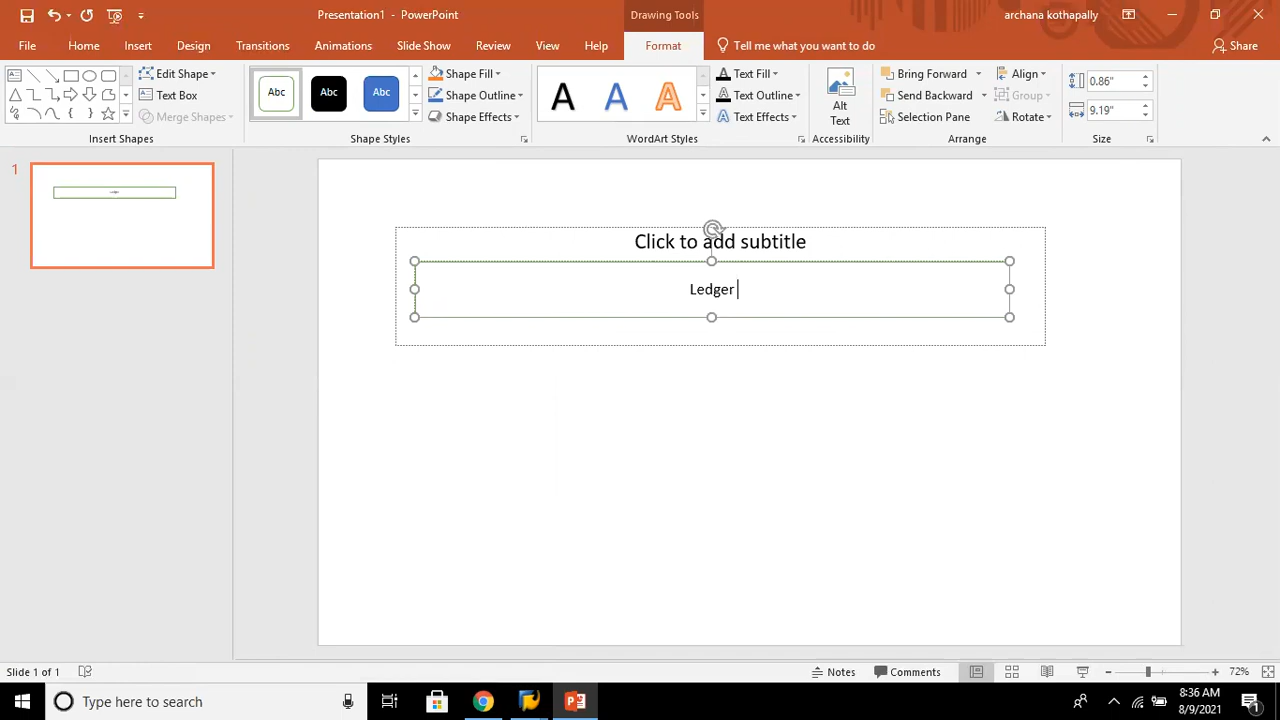 Presentation1 - PowerPoint
Drawing Tools
archana kothapally
File
Home
Insert
Design
Transitions
Animations
Slide Show
Review
View
Help
Format
Tell me what you want to do
Share
Edit Shape
Text Box
Merge Shapes
Insert Shapes
Abc
Abc
Abc
Shape Fill
Shape Outline
Shape Effects
Shape Styles
A
A
A
Text Fill
Text Outline
Text Effects
WordArt Styles
Alt
Text
Accessibility
Bring Forward
Send Backward
Selection Pane
Align
Group
Rotate
Arrange
0.86"
9.19"
Size
1
Click to add subtitle
Ledger
Slide 1 of 1
Notes
Comments
72%
Type here to search
8:36 AM
8/9/2021
1